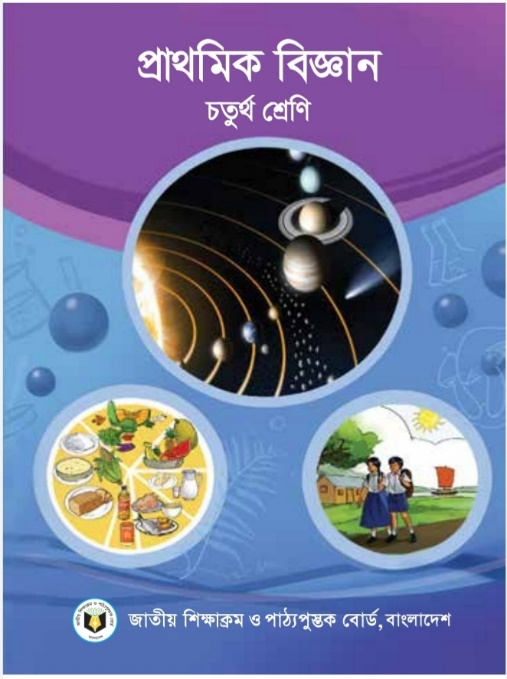 প্রাথমিক বিজ্ঞান
চতুর্থ শ্রেণি
জাতীয় শিক্ষাক্রম ও পাঠ্যপুস্তক বোর্ড, বাংলাদেশ